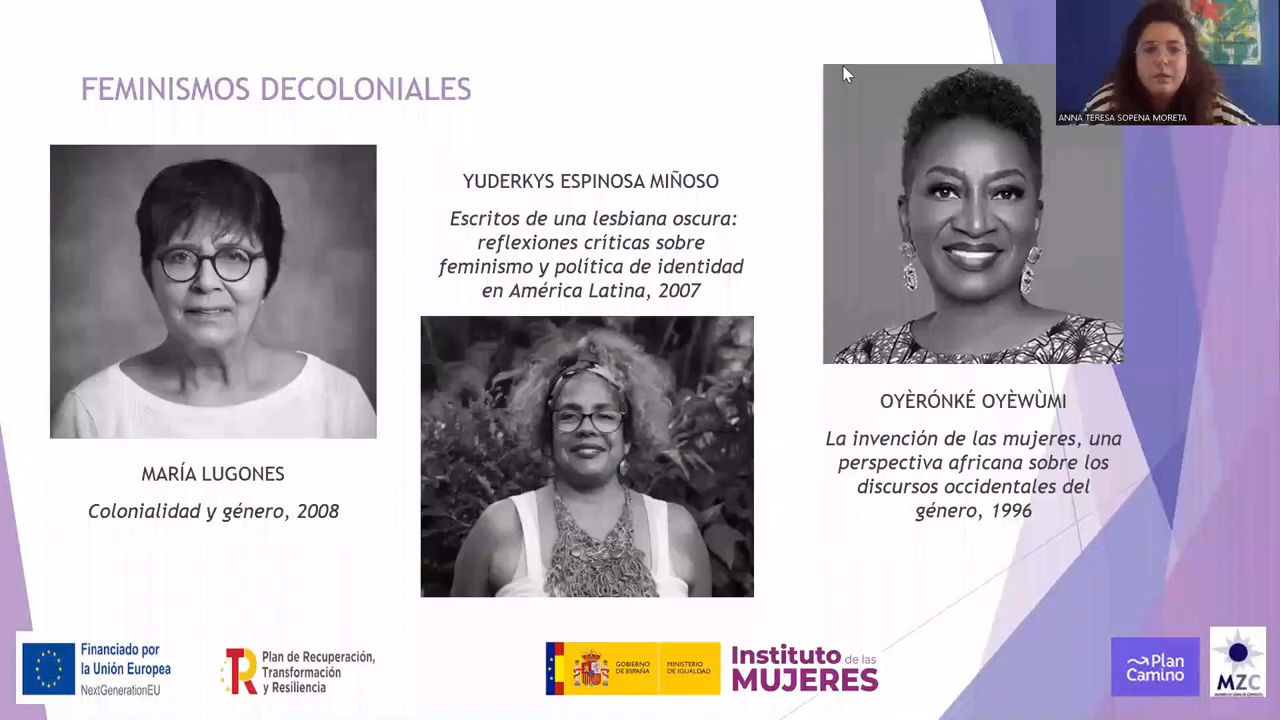 FEMINISMOS DECOLONIALES
MARÍA LUGONES
Colonialidad y género, 2008
YUDERKYS ESPINOSA MIÑOSO
Escritos de una lesbiana oscura:
reflexiones críticas sobre
feminismo y política de identidad
en América Latina, 2007
OYÈRÓNKÉ OYÈWÙMI
La invención de las mujeres, una
perspectiva africana sobre los
discursos occidentales del
género, 1996
ANNA TERESA SOPENA MORETA
Financiado por
la Unión Europea
NextGenerationEU
Plan de Recuperación,
Transformación
y Resiliencia
GOBIERNO
DE ESPAÑA
MINISTERIO
DE IGUALDAD
Instituto de las
MUJERES
Plan
Camino
MZC